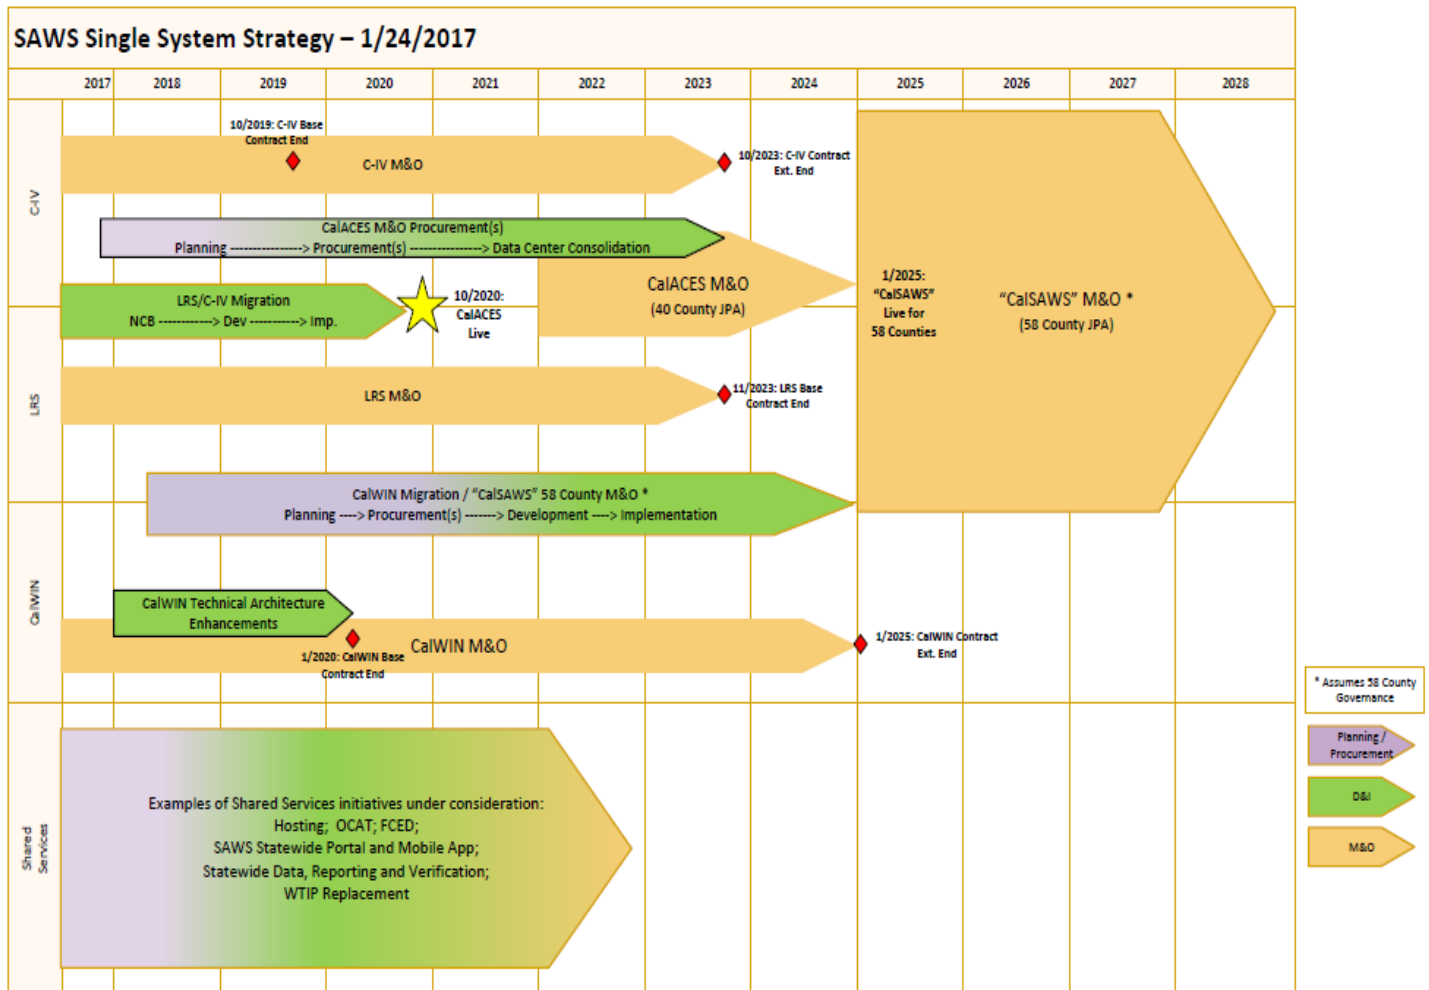 SAWS Single System Strategy – 1/24/2017
2017 2018 2019 2020 2021 2022 2023 2024 2025 2026 2027 2028
C-IV
10/2019: C-IV Base
Contract End
C-IV M&O
10/2023: C-IV Contract
Ext. End
CalACES M&O Procurement(s)
Planning ----------------> Procurement(s) ----------------> Data Center Consolidation
LRS/C-IV Migration
NCB ------------> Dev -----------> Imp.
10/2020:
CalACES
Live
CalACES M&O
(40 County JPA)
1/2025:
“CalSAWS”
Live for
58 Counties
“CalSAWS” M&O *
(58 County JPA)
LRS
LRS M&O
11/2023: LRS Base
Contract End
CalWIN Migration / “CalSAWS” 58 County M&O *
Planning ----> Procurement(s) -------> Development ----> Implementation
CalWIN
CalWIN Technical Architecture
Enhancements
CalWIN M&O
1/2020: CalWIN Base
Contract End
1/2025: CalWIN Contract
Ext. End
Shared
Services
Examples of Shared Services initiatives under consideration:
Hosting; OCAT; FCED;
SAWS Statewide Portal and Mobile App;
Statewide Data, Reporting and Verification;
WTIP Replacement
* Assumes 58 County
Governance
Planning /
Procurement
D&I
M&O